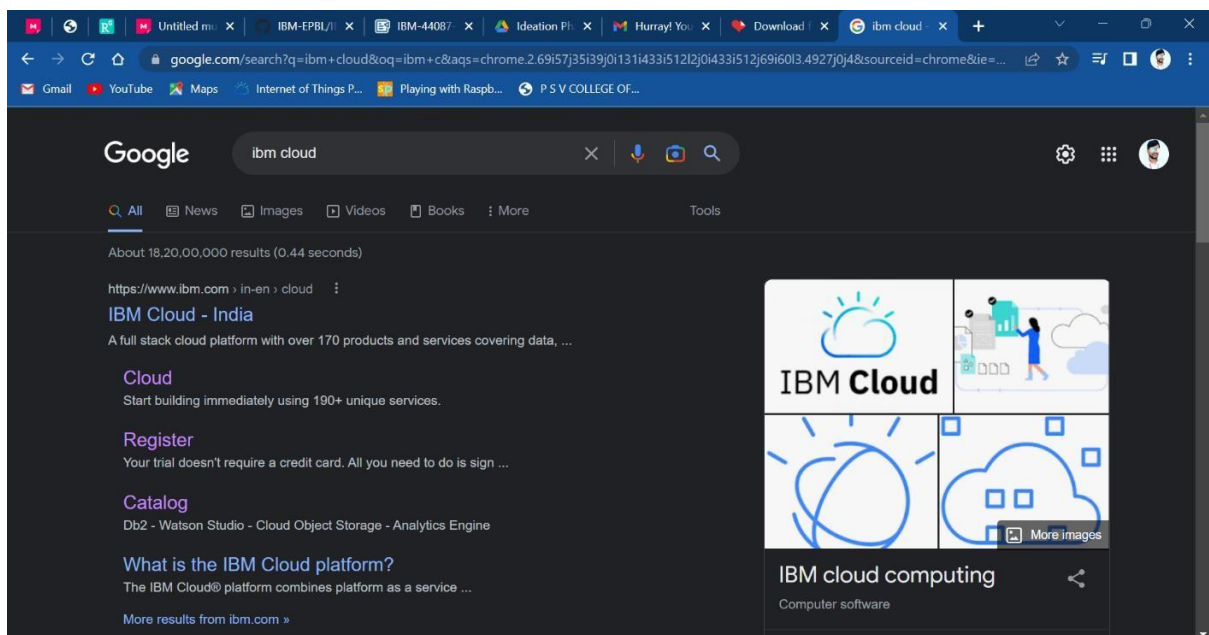 Untitled mu
IBM-EPBL/I
IBM-44087-
Ideation Ph
Hurray! You
Download f
ibm cloud -
google.com/search?q=ibm+cloud&oq=ibm+c&aqs=chrome.2.69i57j35i39j0i131i433i512l2j0i433i512j69i60l3.4927j0j4&sourceid=chrome&ie=...
Gmail
YouTube
Maps
Internet of Things P...
Playing with Raspb...
P S V COLLEGE OF...
Google
ibm cloud
All
News
Images
Videos
Books
More
Tools
About 18,20,00,000 results (0.44 seconds)
https://www.ibm.com › in-en › cloud
IBM Cloud - India
A full stack cloud platform with over 170 products and services covering data, ...
Cloud
Start building immediately using 190+ unique services.
Register
Your trial doesn't require a credit card. All you need to do is sign ...
Catalog
Db2 - Watson Studio - Cloud Object Storage - Analytics Engine
What is the IBM Cloud platform?
The IBM Cloud® platform combines platform as a service ...
More results from ibm.com »
IBM Cloud
More images
IBM cloud computing
Computer software